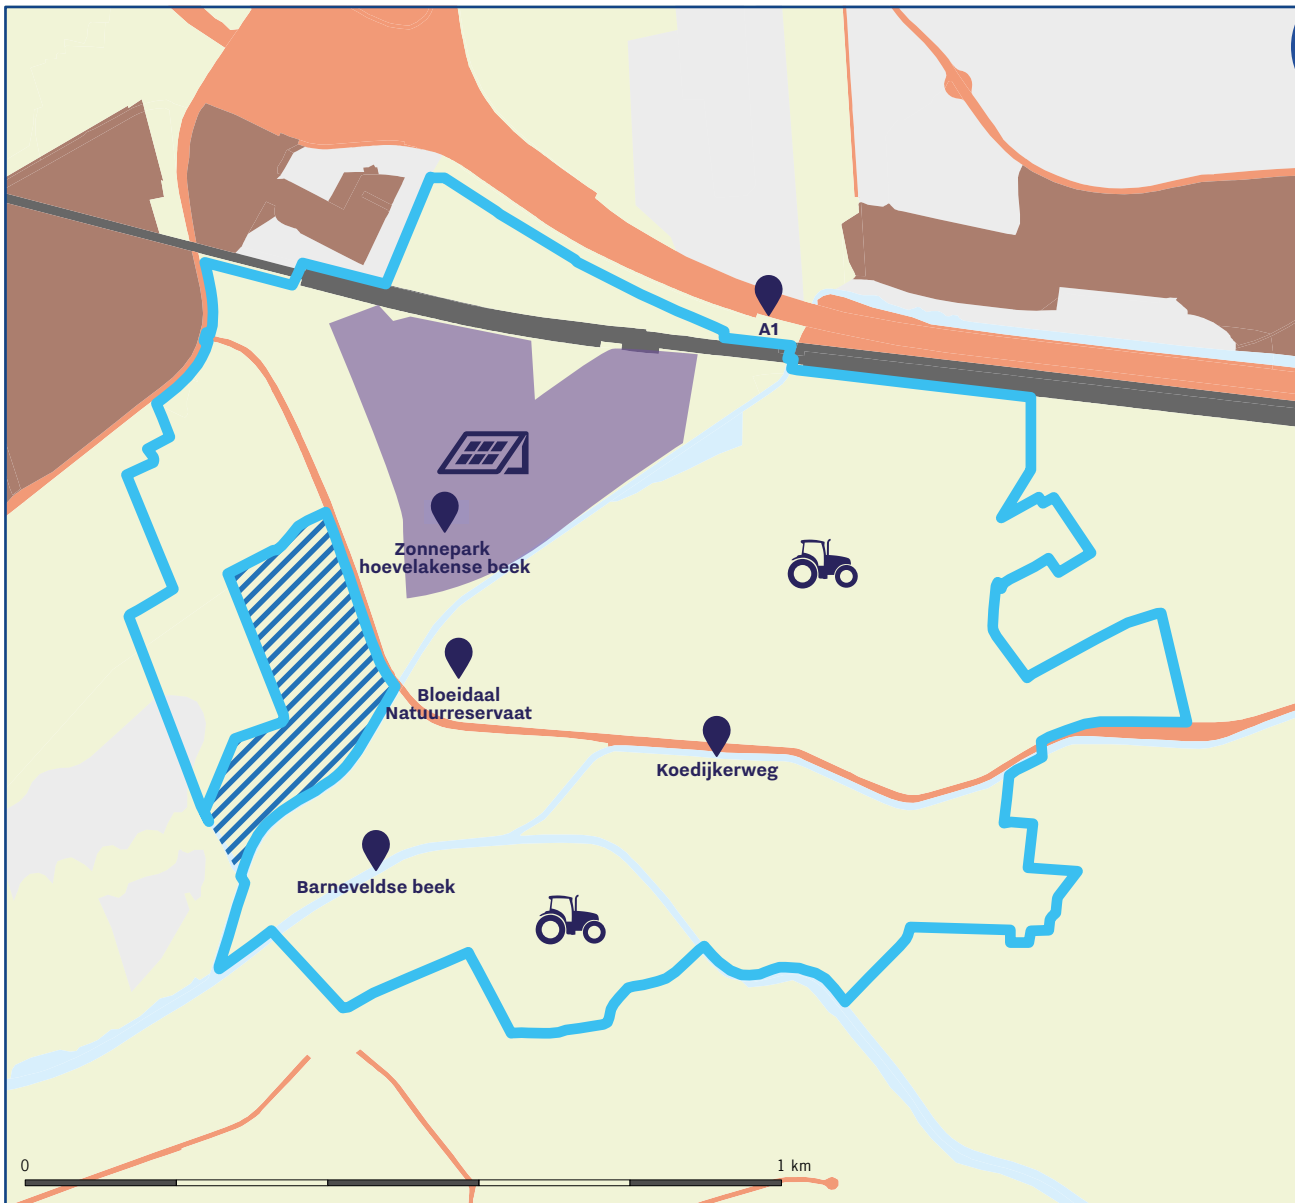 A1
Zonnepark
hoevelakense beek
Bloeidaal
Natuurreservaat
Koedijkerweg
Barneveldse beek
0
1 km